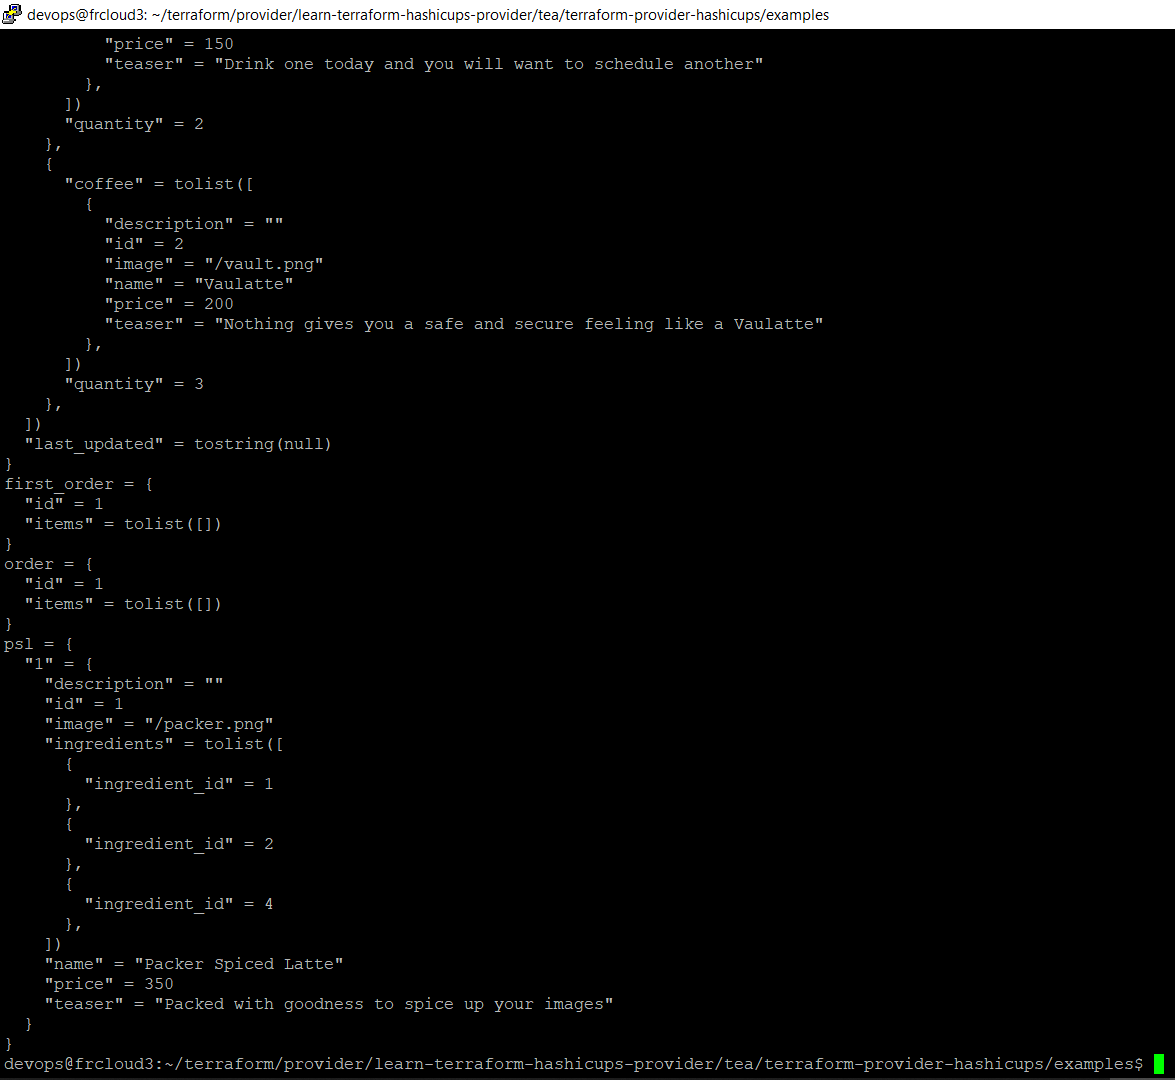 devops@frcloud3: ~/terraform/provider/learn-terraform-hashicups-provider/tea/terraform-provider-hashicups/examples
          "price" = 150
          "teaser" = "Drink one today and you will want to schedule another"
        },
      ])
      "quantity" = 2
    },
    {
      "coffee" = tolist([
        {
          "description" = ""
          "id" = 2
          "image" = "/vault.png"
          "name" = "Vaulatte"
          "price" = 200
          "teaser" = "Nothing gives you a safe and secure feeling like a Vaulatte"
        },
      ])
      "quantity" = 3
    },
  ])
  "last_updated" = tostring(null)
}
first_order = {
  "id" = 1
  "items" = tolist([])
}
order = {
  "id" = 1
  "items" = tolist([])
}
psl = {
  "1" = {
    "description" = ""
    "id" = 1
    "image" = "/packer.png"
    "ingredients" = tolist([
      {
        "ingredient_id" = 1
      },
      {
        "ingredient_id" = 2
      },
      {
        "ingredient_id" = 4
      },
    ])
    "name" = "Packer Spiced Latte"
    "price" = 350
    "teaser" = "Packed with goodness to spice up your images"
  }
}
devops@frcloud3:~/terraform/provider/learn-terraform-hashicups-provider/tea/terraform-provider-hashicups/examples$